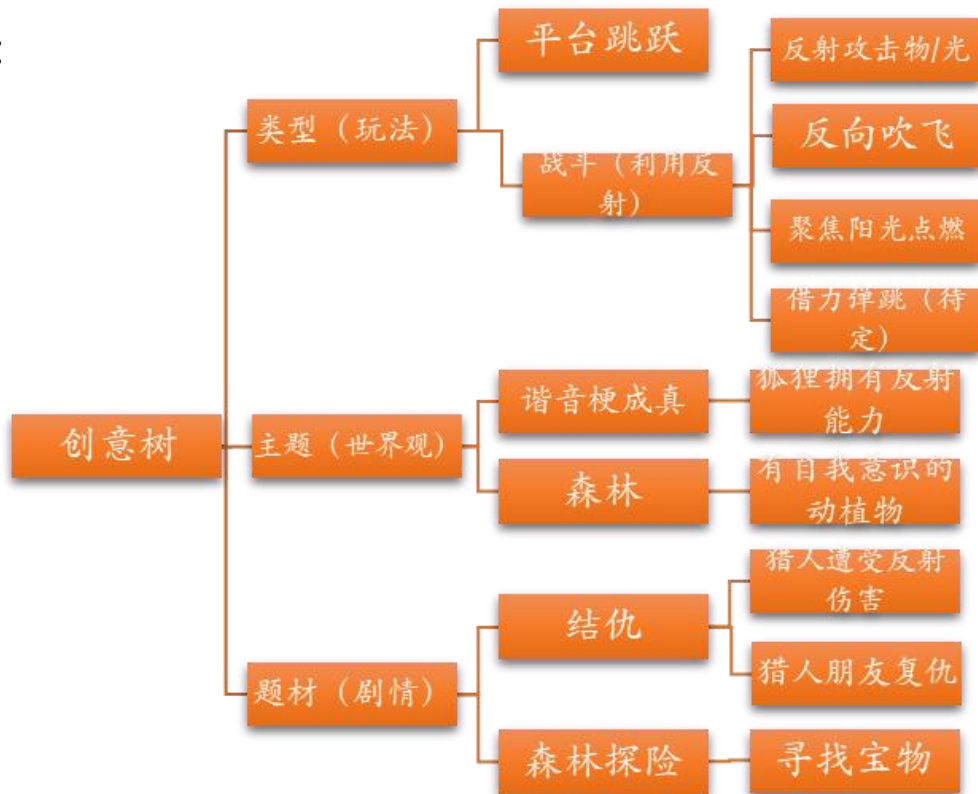 :
平台跳跃
反射攻击物/光
类型（玩法）
反向吹飞
战斗（利用反
射）
聚焦阳光点燃
借力弹跳（待
定）
创意树
主题（世界观）
谐音梗成真
狐狸拥有反射
能力
森林
有自我意识的
动植物
题材（剧情）
结仇
猎人遭受反射
伤害
猎人朋友复仇
森林探险
寻找宝物